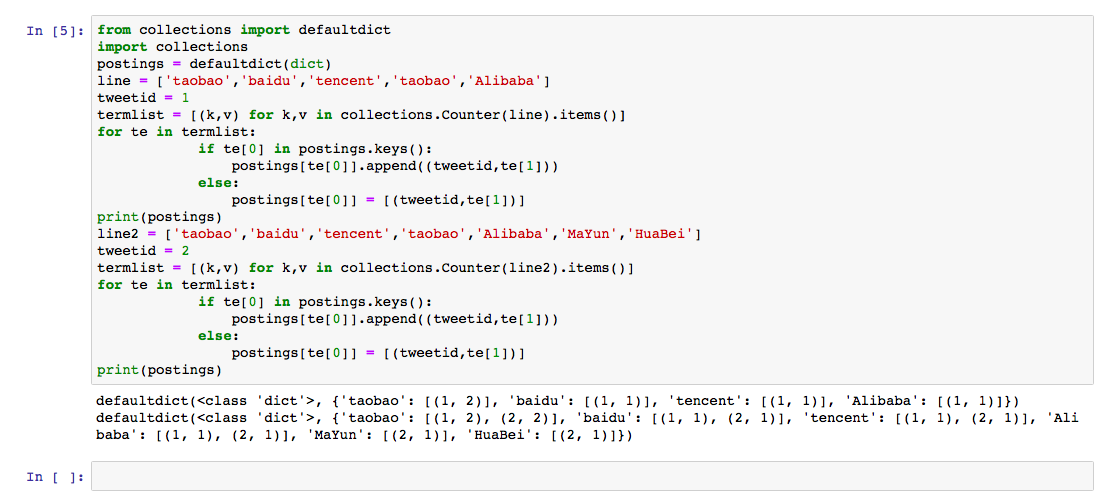 In [5]: from collections import defaultdict
import collections
postings = defaultdict(dict)
line = ['taobao','baidu','tencent','taobao','Alibaba']
tweetid = 1
termlist = [(k,v) for k,v in collections.Counter(line).items()]
for te in termlist:
            if te[0] in postings.keys():
                postings[te[0]].append((tweetid,te[1]))
            else:
                postings[te[0]] = [(tweetid,te[1])]
print(postings)
line2 = ['taobao','baidu','tencent','taobao','Alibaba','MaYun','HuaBei']
tweetid = 2
termlist = [(k,v) for k,v in collections.Counter(line2).items()]
for te in termlist:
            if te[0] in postings.keys():
                postings[te[0]].append((tweetid,te[1]))
            else:
                postings[te[0]] = [(tweetid,te[1])]
print(postings)
defaultdict(<class 'dict'>, {'taobao': [(1, 2)], 'baidu': [(1, 1)], 'tencent': [(1, 1)], 'Alibaba': [(1, 1)]})
defaultdict(<class 'dict'>, {'taobao': [(1, 2), (2, 2)], 'baidu': [(1, 1), (2, 1)], 'tencent': [(1, 1), (2, 1)], 'Ali
baba': [(1, 1), (2, 1)], 'MaYun': [(2, 1)], 'HuaBei': [(2, 1)]})
In [ ]: